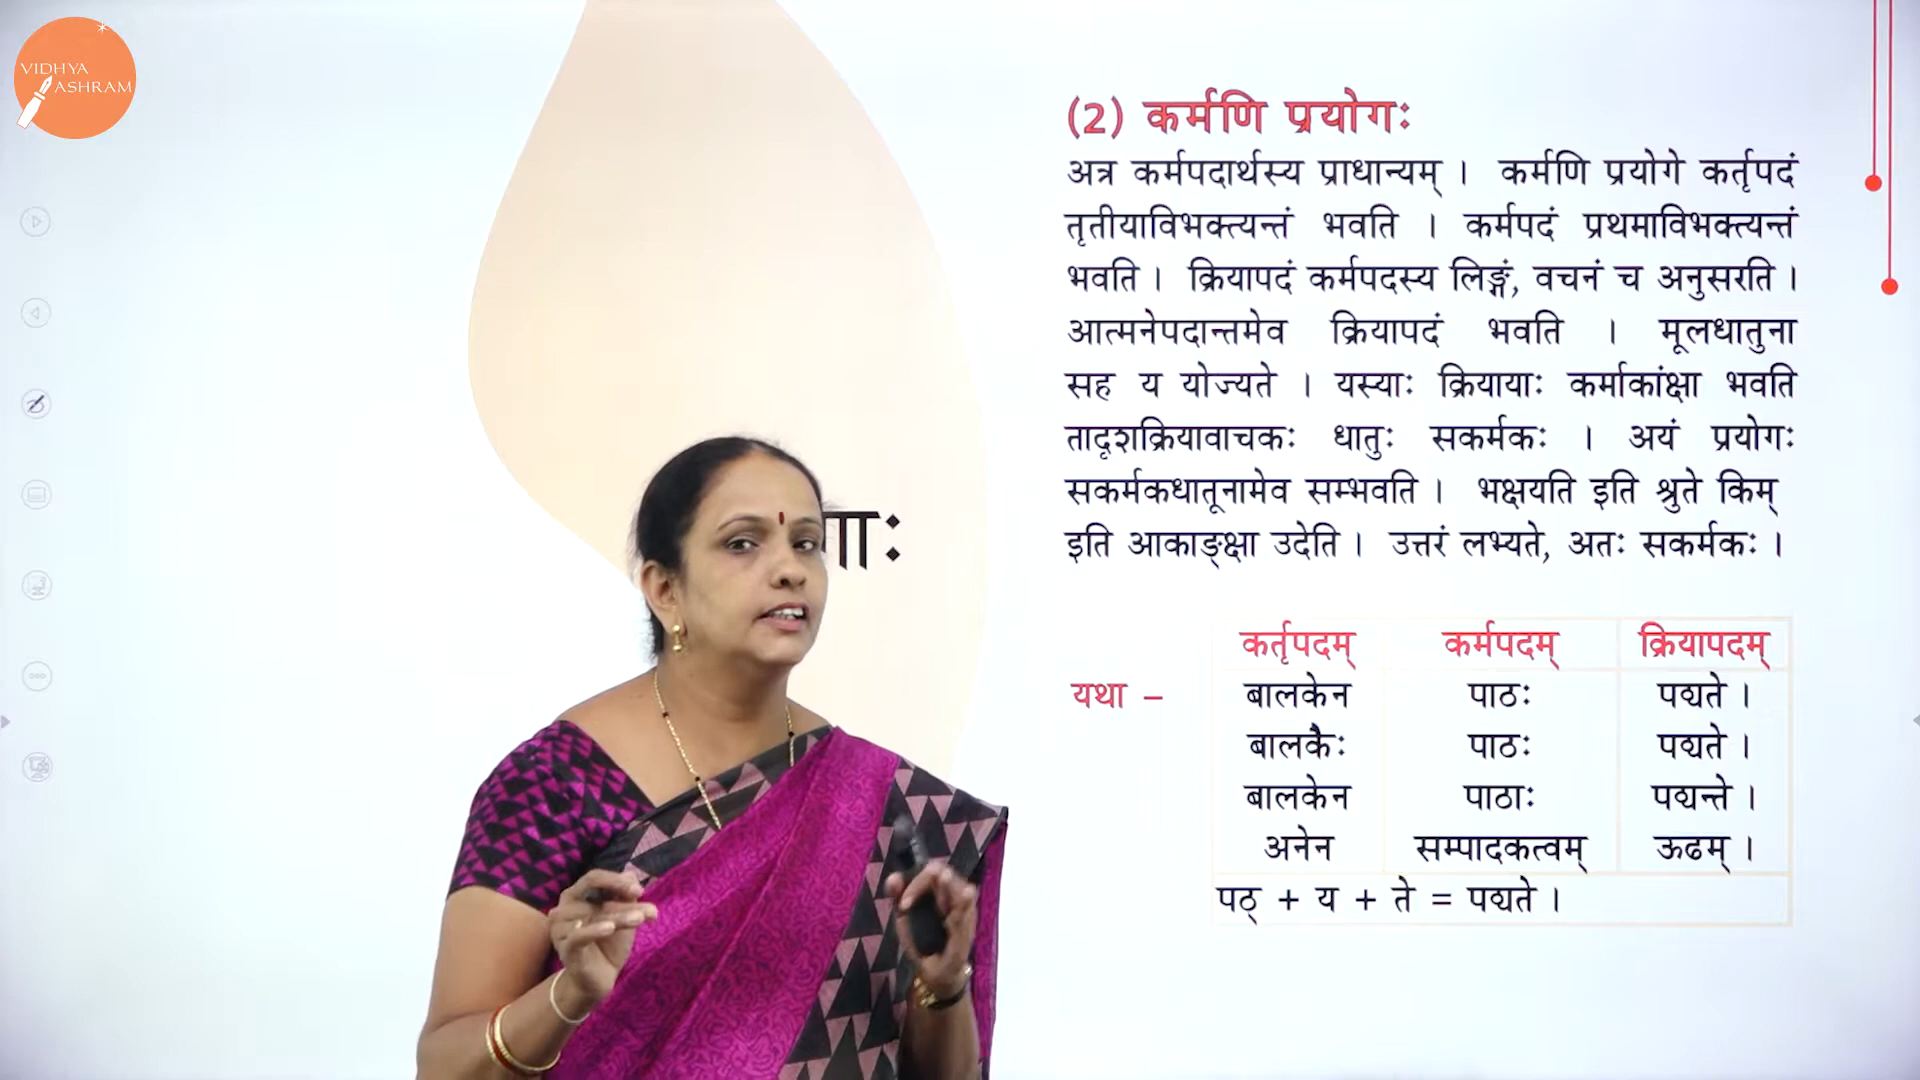 VIDHYA
ASHRAM
(2) कर्मणि प्रयोगः
अत्र कर्मपदार्थस्य प्राधान्यम् । कर्मणि प्रयोगे कर्तृपदं
तृतीयाविभक्त्यन्तं भवति । कर्मपदं प्रथमाविभक्त्यन्तं
भवति । क्रियापदं कर्मपदस्य लिङ्गं, वचनं च अनुसरति ।
आत्मनेपदान्तमेव क्रियापदं भवति । मूलधातुना
सह य योज्यते । यस्याः क्रियायाः कर्माकांक्षा भवति
तादृशक्रियावाचकः धातुः सकर्मकः । अयं प्रयोगः
सकर्मकधातूनामेव सम्भवति । भक्षयति इति श्रुते किम्
इति आकाङ्क्षा उदेति । उत्तरं लभ्यते, अतः सकर्मकः ।
कर्तृपदम् कर्मपदम् क्रियापदम्
यथा – बालकेन पाठः पठ्यते ।
बालकैः पाठः पठ्यते ।
बालकेन पाठाः पठ्यन्ते ।
अनेन सम्पादकत्वम् ऊढम् ।
पठ् + य + ते = पठ्यते ।